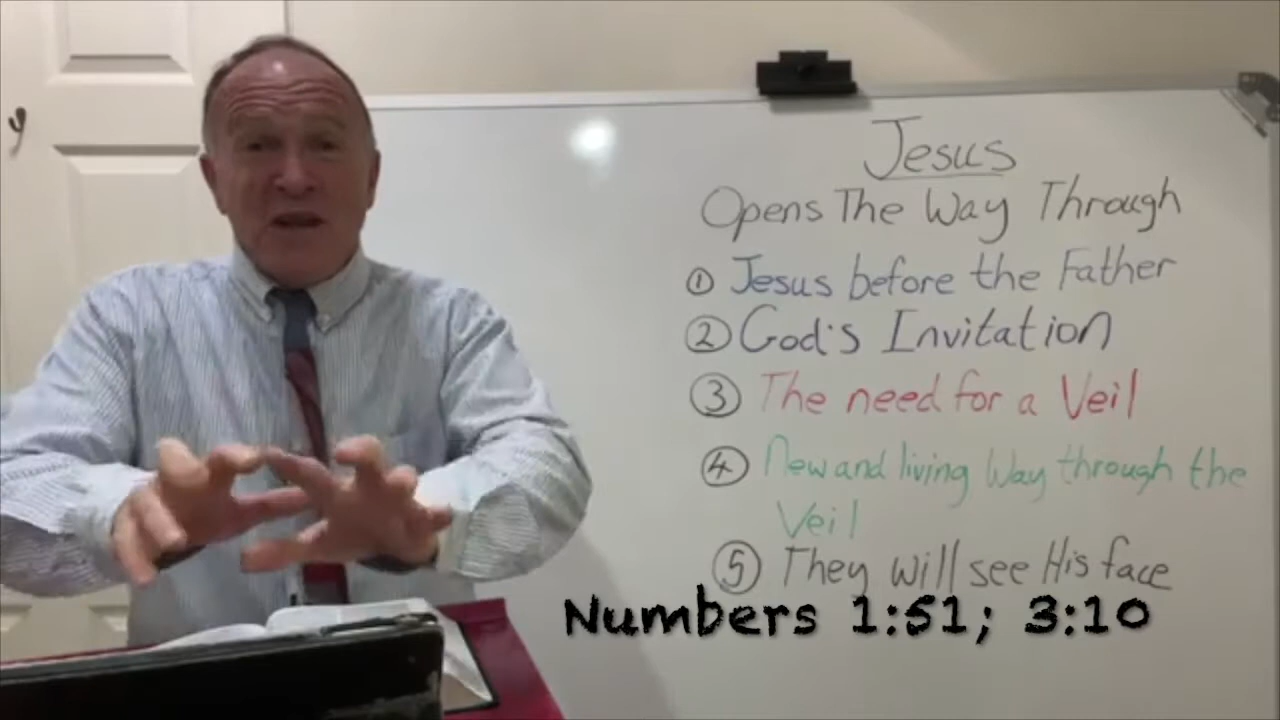 Jesus
Opens The Way Through
① Jesus before the Father
② God's Invitation
③ The need for a Veil
④ New and living Way through the
Veil
⑤ They will see His face
Numbers 1:51; 3:10